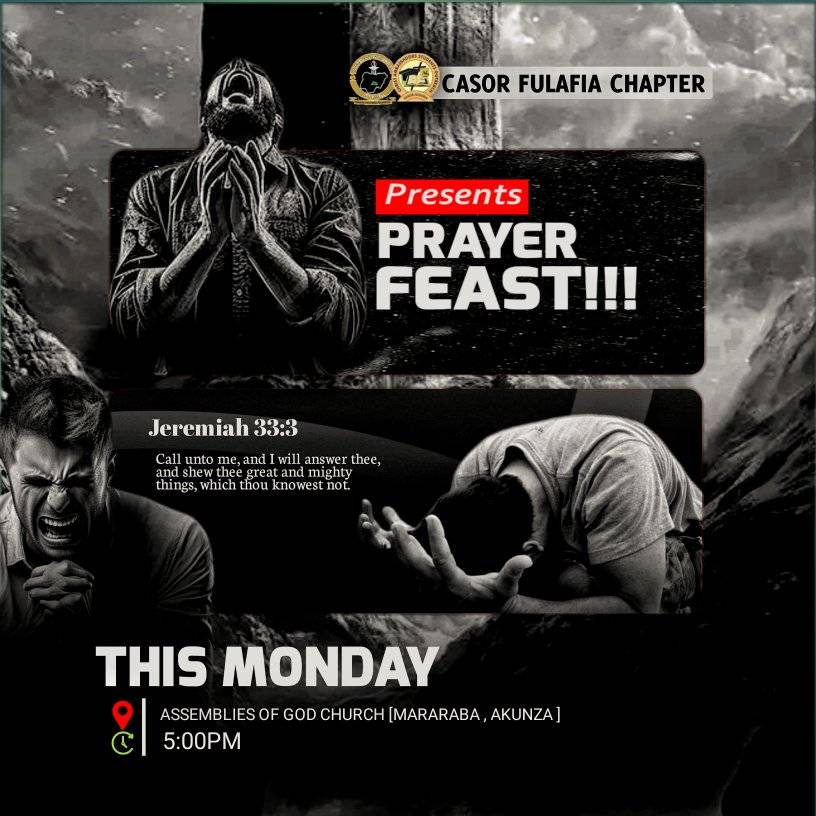 CASOR FULAFIA CHAPTER
Presents
PRAYER
FEAST!!!
Jeremiah 33:3
Call unto me, and I will answer thee,
and shew thee great and mighty
things, which thou knowest not.
THIS MONDAY
ASSEMBLIES OF GOD CHURCH [MARARABA , AKUNZA ]
5:00PM